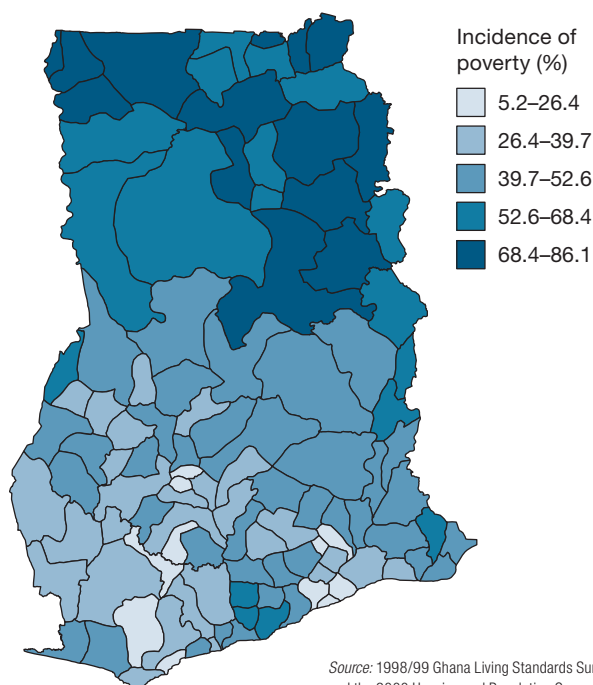 Incidence of
poverty (%)
5.2–26.4
26.4–39.7
39.7–52.6
52.6–68.4
68.4–86.1
Source: 1998/99 Ghana Living Standards